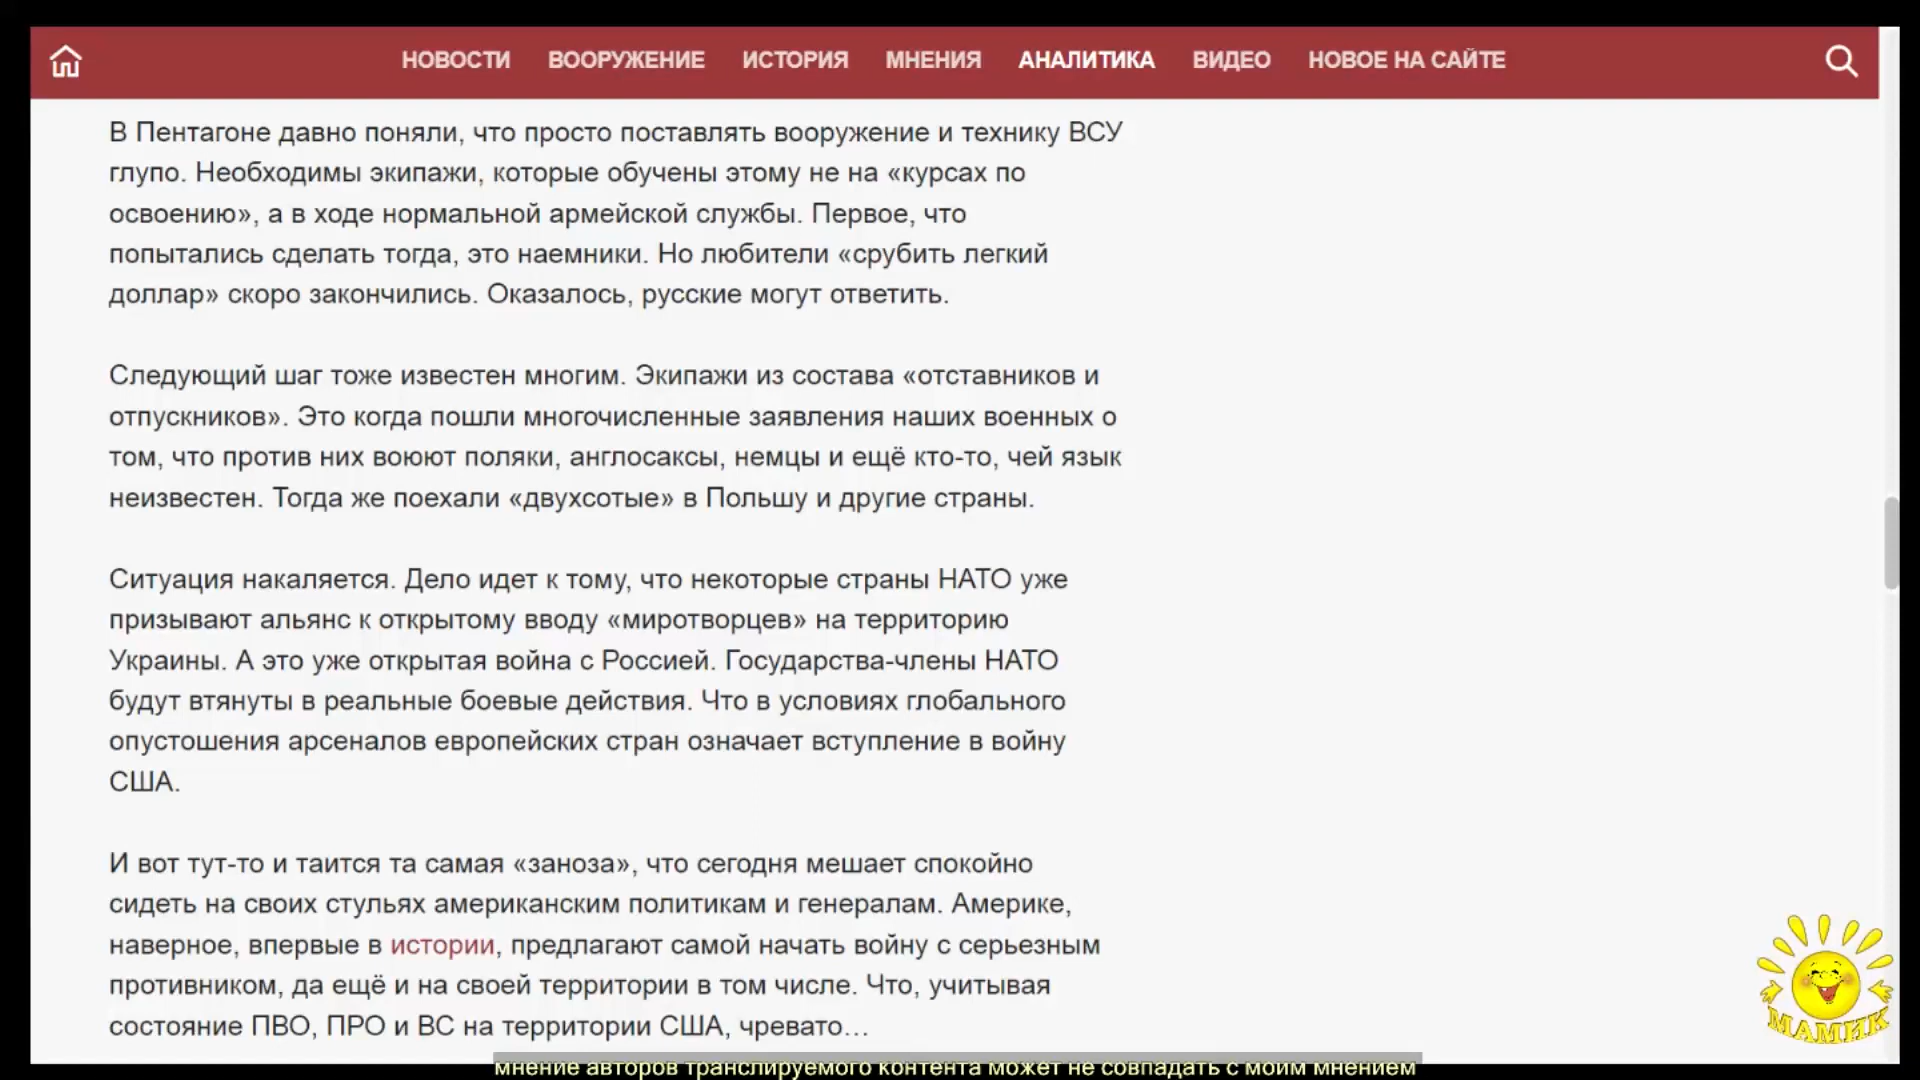 НОВОСТИ ВООРУЖЕНИЕ ИСТОРИЯ МНЕНИЯ АНАЛИТИКА ВИДЕО НОВОЕ НА САЙТЕ
В Пентагоне давно поняли, что просто поставлять вооружение и технику ВСУ
глупо. Необходимы экипажи, которые обучены этому не на «курсах по
освоению», а в ходе нормальной армейской службы. Первое, что
попытались сделать тогда, это наемники. Но любители «срубить легкий
доллар» скоро закончились. Оказалось, русские могут ответить.
Следующий шаг тоже известен многим. Экипажи из состава «отставников и
отпускников». Это когда пошли многочисленные заявления наших военных о
том, что против них воюют поляки, англосаксы, немцы и ещё кто-то, чей язык
неизвестен. Тогда же поехали «двухсотые» в Польшу и другие страны.
Ситуация накаляется. Дело идет к тому, что некоторые страны НАТО уже
призывают альянс к открытому вводу «миротворцев» на территорию
Украины. А это уже открытая война с Россией. Государства-члены НАТО
будут втянуты в реальные боевые действия. Что в условиях глобального
опустошения арсеналов европейских стран означает вступление в войну
США.
И вот тут-то и таится та самая «заноза», что сегодня мешает спокойно
сидеть на своих стульях американским политикам и генералам. Америке,
наверное, впервые в истории, предлагают самой начать войну с серьезным
противником, да ещё и на своей территории в том числе. Что, учитывая
состояние ПВО, ПРО и ВС на территории США, чревато…
МАМИК
мнение авторов транслируемого контента может не совпадать с моим мнением